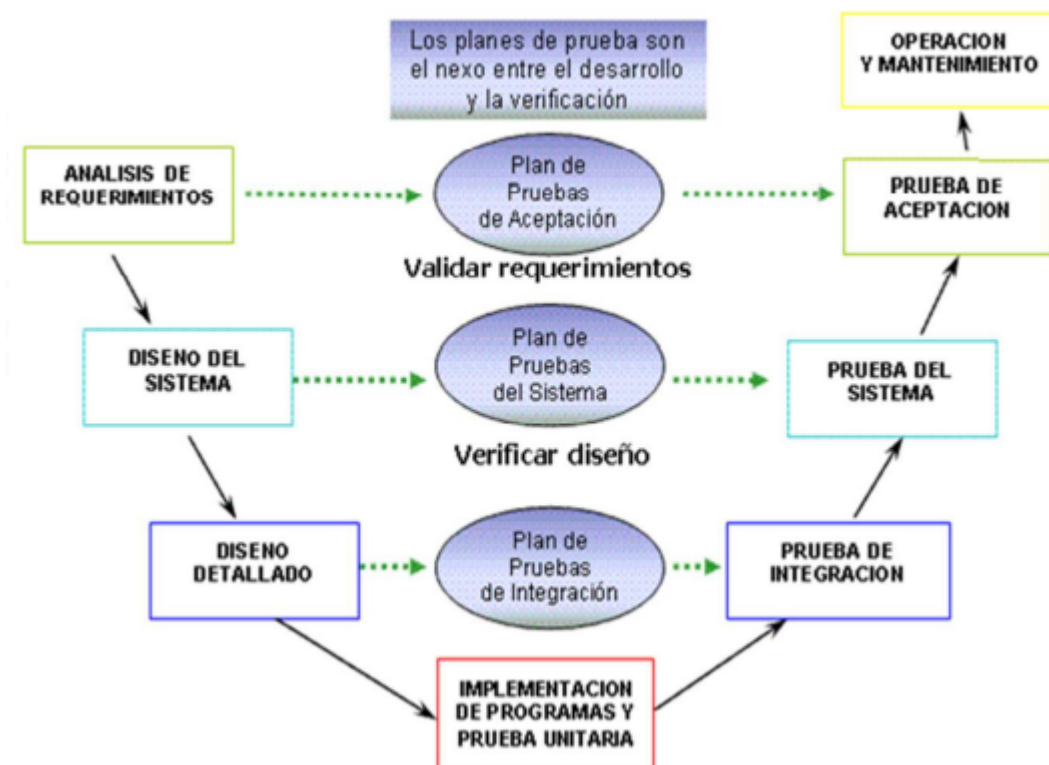 Los planes de prueba son
el nexo entre el desarrollo
y la verificación
OPERACION
Y MANTENIMIENTO
ANALISIS DE
REQUERIMIENTOS
Plan de
Pruebas
de Aceptación
PRUEBA DE
ACEPTACION
Validar requerimientos
DISENO DEL
SISTEMA
Plan de
Pruebas
del Sistema
PRUEBA DEL
SISTEMA
Verificar diseño
DISENO
DETALLADO
Plan de
Pruebas
de Integración
PRUEBA DE
INTEGRACION
IMPLEMENTACION
DE PROGRAMAS Y
PRUEBA UNITARIA